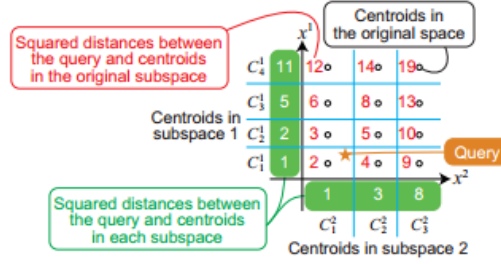 Squared distances between
the query and centroids
in the original subspace
Centroids in
the original space
x¹
C¹₄ 11 12 14 19
C¹₃ 5 6 8 13
Centroids in
subspace 1
C¹₂ 2 3 5 10
C¹₁ 1 2 4 9
Query
x²
1 3 8
C²₁ C²₂ C²₃
Squared distances between
the query and centroids
in each subspace
Centroids in subspace 2